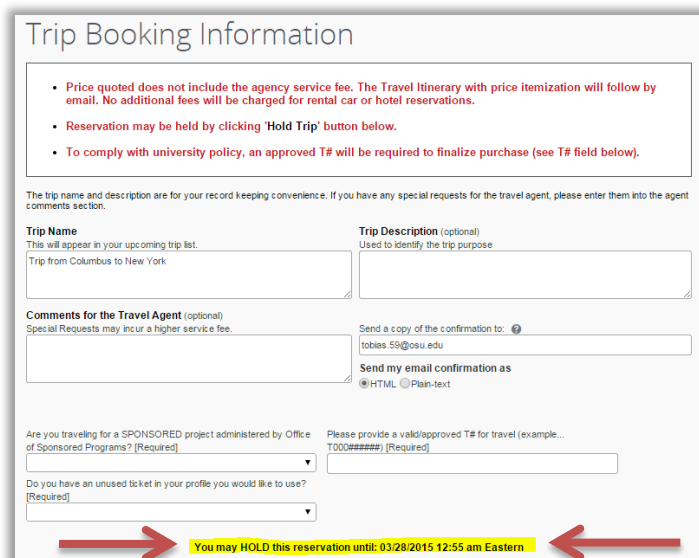 Trip Booking Information
• Price quoted does not include the agency service fee. The Travel Itinerary with price itemization will follow by
email. No additional fees will be charged for rental car or hotel reservations.
• Reservation may be held by clicking 'Hold Trip' button below.
• To comply with university policy, an approved T# will be required to finalize purchase (see T# field below).
The trip name and description are for your record keeping convenience. If you have any special requests for the travel agent, please enter them into the agent
comments section.
Trip Name
This will appear in your upcoming trip list.
Trip from Columbus to New York
Trip Description (optional)
Used to identify the trip purpose
Comments for the Travel Agent (optional)
Special Requests may incur a higher service fee.
Send a copy of the confirmation to: ?
tobias.59@osu.edu
Send my email confirmation as
HTML Plain-text
Are you traveling for a SPONSORED project administered by Office
of Sponsored Programs? [Required]
Please provide a valid/approved T# for travel (example...
T000######) [Required]
Do you have an unused ticket in your profile you would like to use?
[Required]
You may HOLD this reservation until: 03/28/2015 12:55 am Eastern